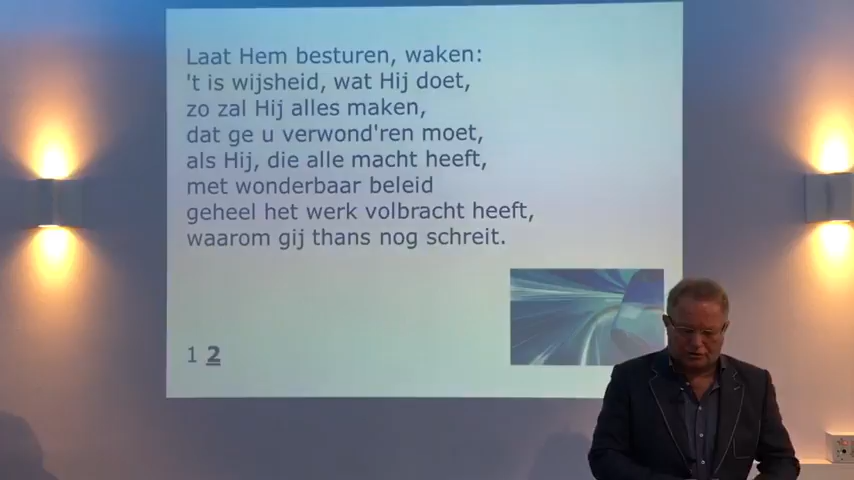 Laat Hem besturen, waken:
't is wijsheid, wat Hij doet,
zo zal Hij alles maken,
dat ge u verwond'ren moet,
als Hij, die alle macht heeft,
met wonderbaar beleid
geheel het werk volbracht heeft,
waarom gij thans nog schreit.
1 2